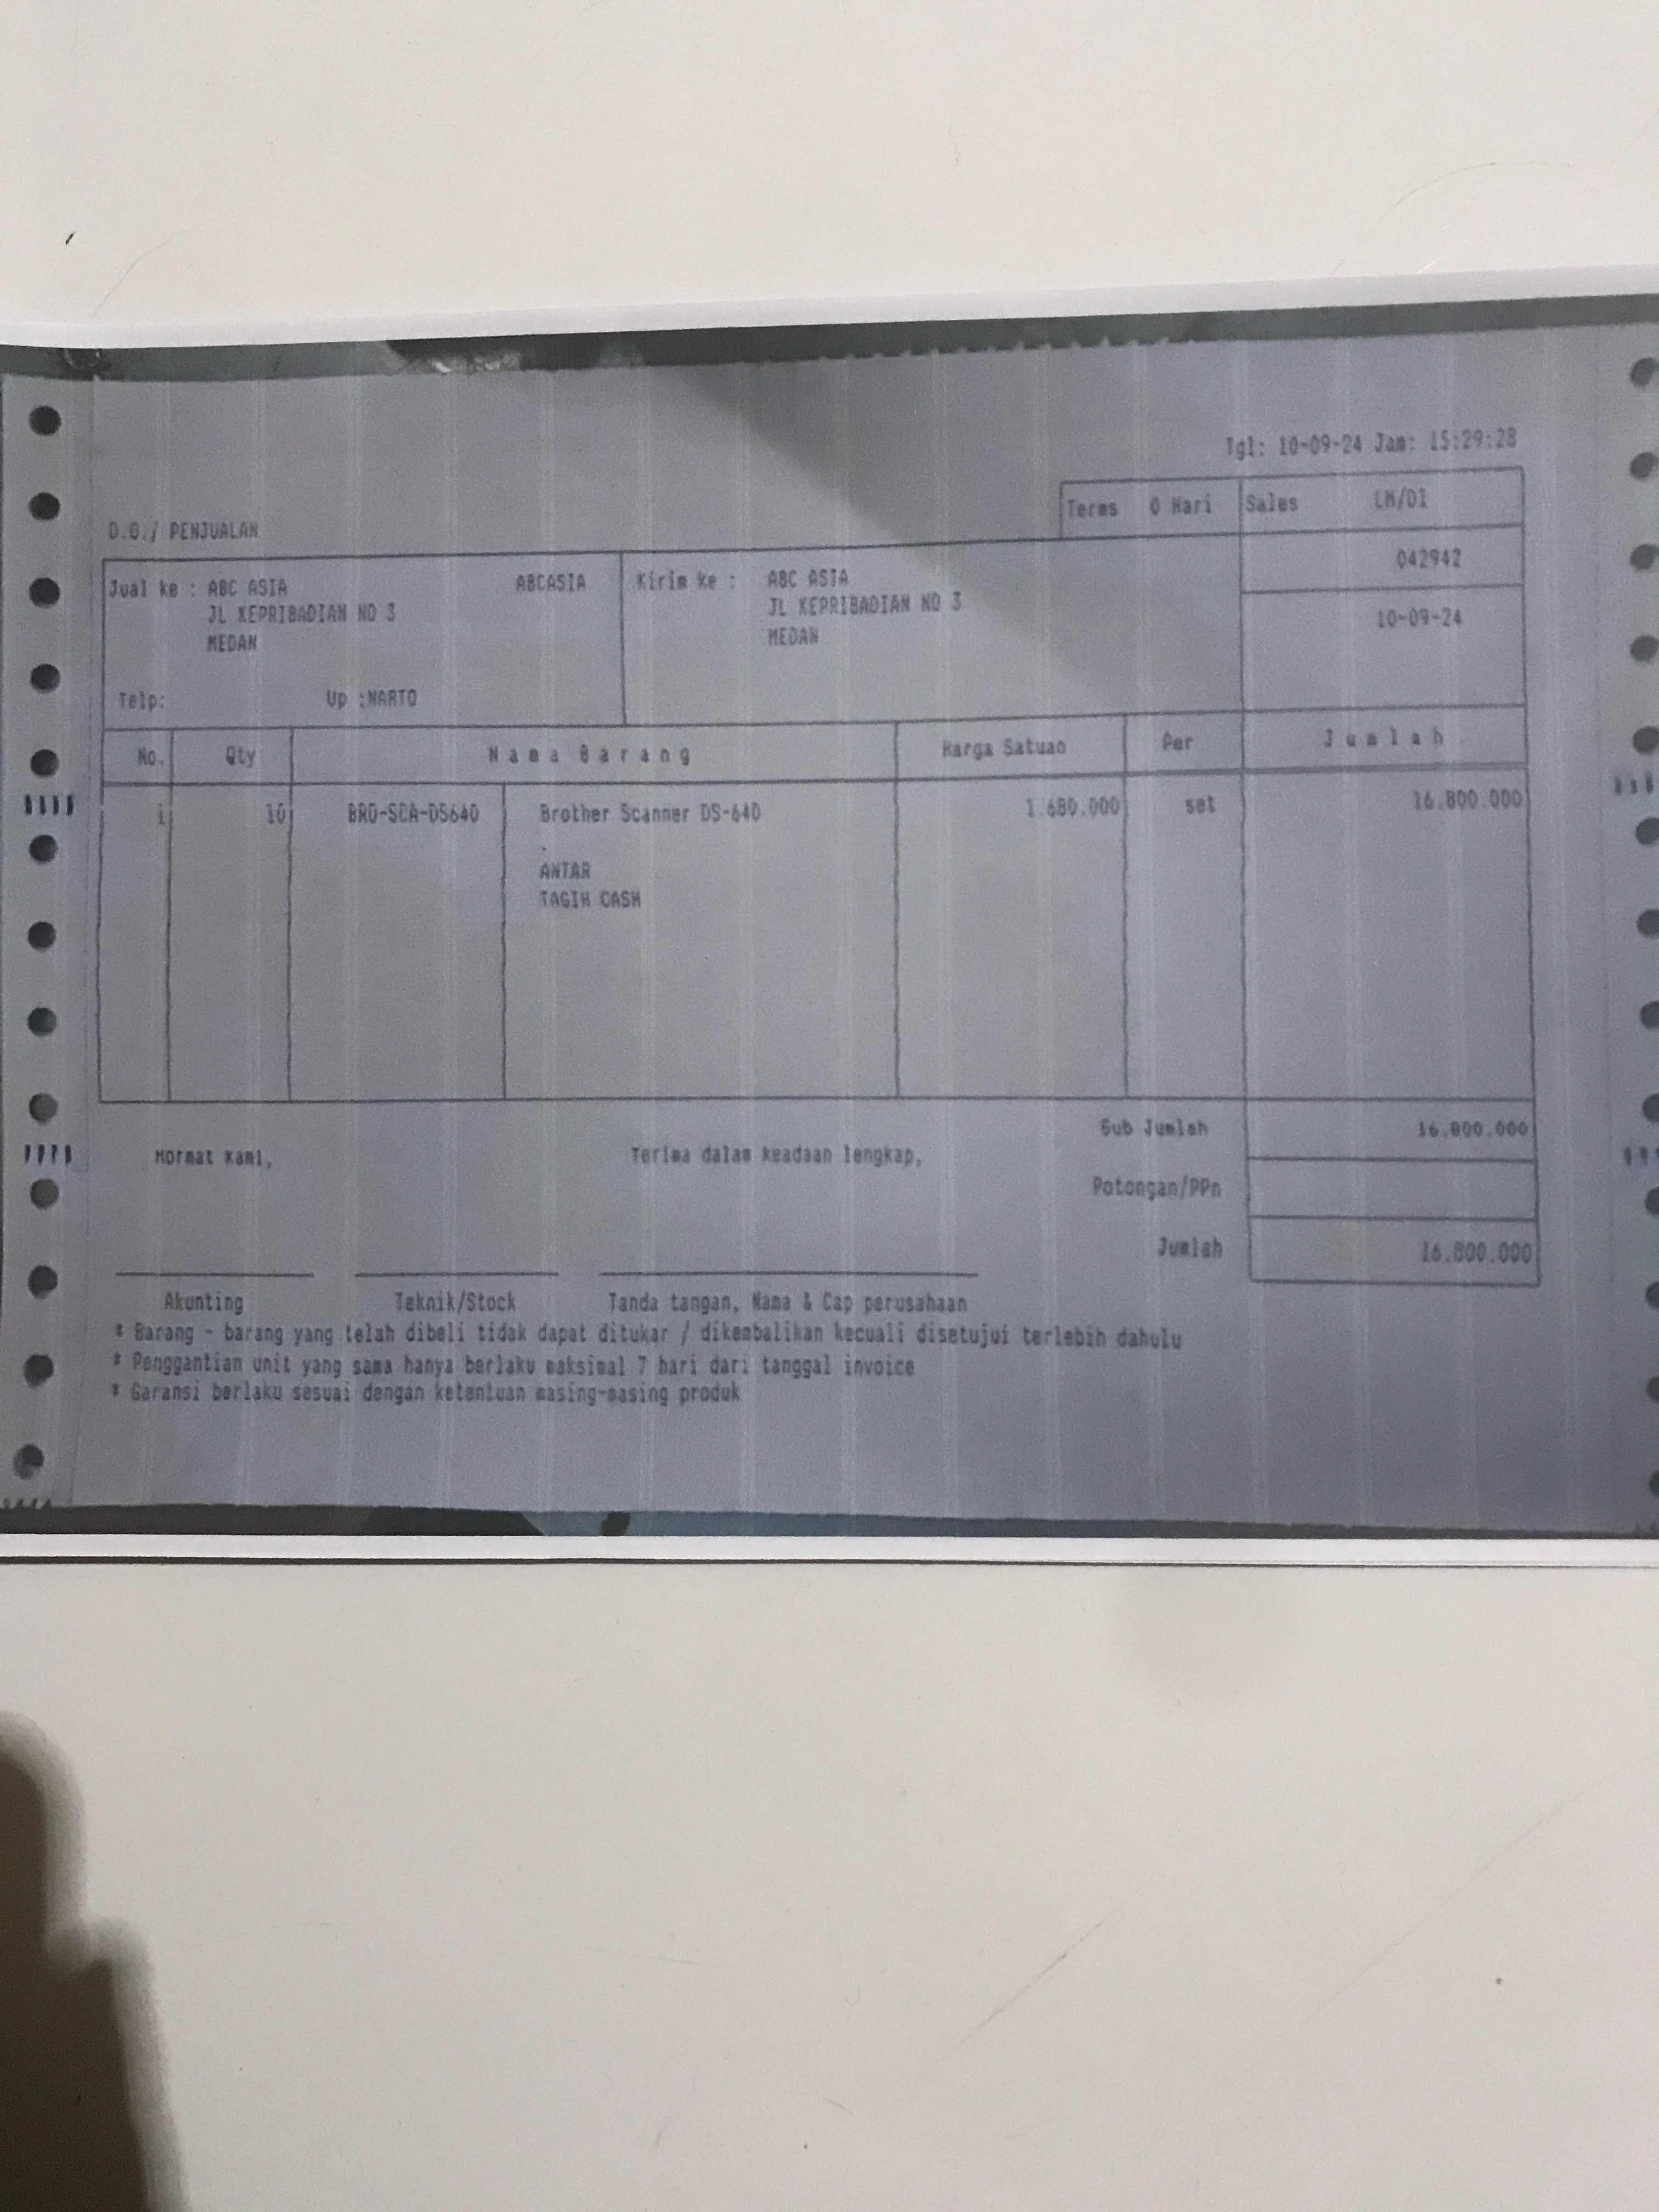 Tgl: 10-09-24 Jam: 15:29:28
Terms 0 Hari Sales LM/D1
D.O./ PENJUALAN
042942
Jual ke : ABC ASIA ABCASIA Kirim ke : ABC ASIA
JL KEPRIBADIAN NO 3 JL KEPRIBADIAN NO 3
MEDAN MEDAN
10-09-24
Telp: Up :NARTO
No. Qty Nama Barang Harga Satuan Per Jumlah
1 10 BRO-SCA-DS640 Brother Scanner DS-640 1.680.000 set 16.800.000
.
ANTAR
TAGIH CASH
Sub Jumlah 16.800.000
Hormat Kami, Terima dalam keadaan lengkap,
Potongan/PPn
Jumlah 16.800.000
Akunting Teknik/Stock Tanda tangan, Nama & Cap perusahaan
* Barang - barang yang telah dibeli tidak dapat ditukar / dikembalikan kecuali disetujui terlebih dahulu
* Penggantian unit yang sama hanya berlaku maksimal 7 hari dari tanggal invoice
* Garansi berlaku sesuai dengan ketentuan masing-masing produk